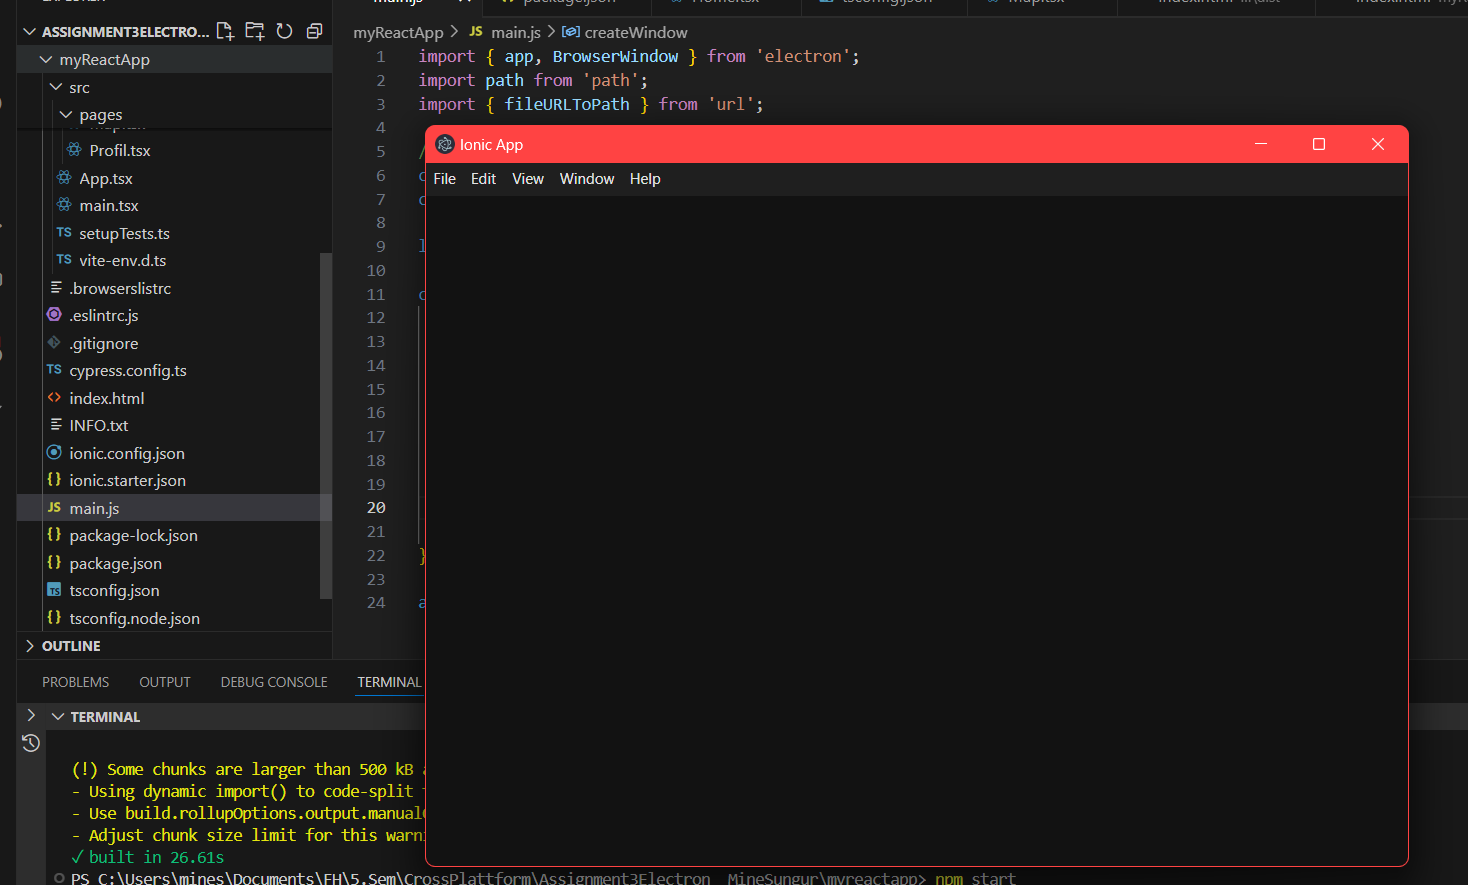 ASSIGNMENT3ELECTRO...
myReactApp
src
pages
Profil.tsx
App.tsx
main.tsx
TS setupTests.ts
TS vite-env.d.ts
.browserslistrc
.eslintrc.js
.gitignore
TS cypress.config.ts
<> index.html
INFO.txt
ionic.config.json
{} ionic.starter.json
JS main.js
{} package-lock.json
{} package.json
TS tsconfig.json
{} tsconfig.node.json
OUTLINE
myReactApp > JS main.js > createWindow
1 import { app, BrowserWindow } from 'electron';
2 import path from 'path';
3 import { fileURLToPath } from 'url';
4
5 /
6 c
7 c
8
9 l
10
11 c
12
13
14
15
16
17
18
19
20
21
22 }
23
24 a
Ionic App
File Edit View Window Help
PROBLEMS OUTPUT DEBUG CONSOLE TERMINAL
TERMINAL
(!) Some chunks are larger than 500 kB
- Using dynamic import() to code-split
- Use build.rollupOptions.output.manual
- Adjust chunk size limit for this warn
✓ built in 26.61s
PS C:\Users\mines\Documents\FH\5.Sem\CrossPlattform\Assignment3Electron MineSungur\myreactapp> npm start